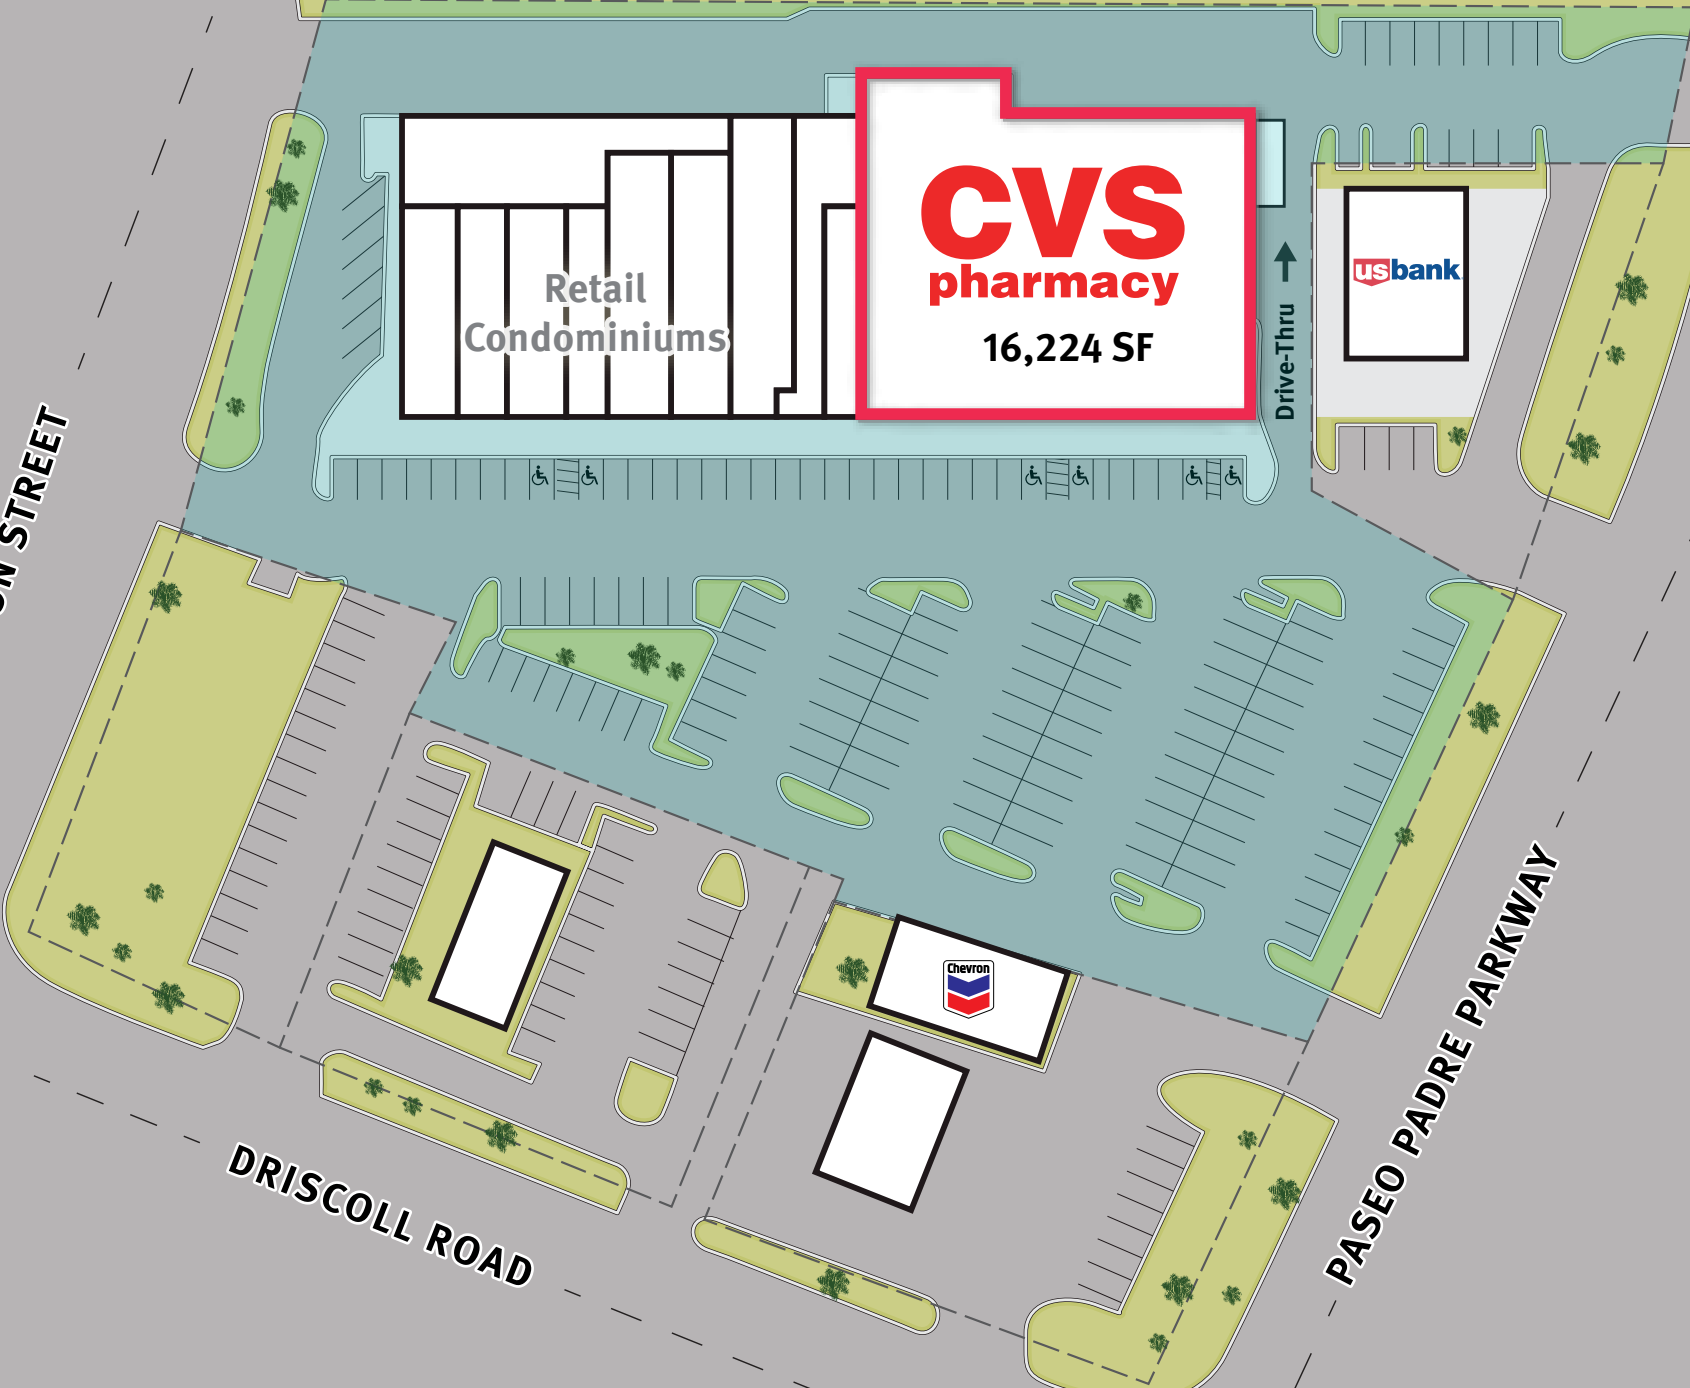 CVS
pharmacy
16,224 SF
Retail
Condominiums
Drive-Thru
usbank
STREET
Chevron
DRISCOLL ROAD
PASEO PADRE PARKWAY